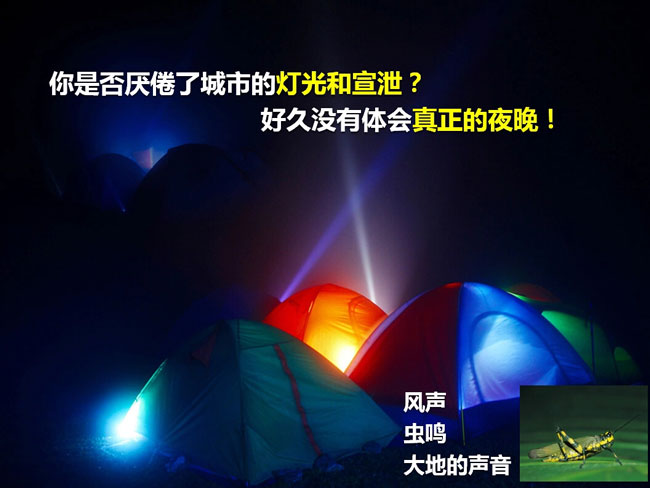 你是否厌倦了城市的灯光和宣泄？
好久没有体会真正的夜晚！
风声
虫鸣
大地的声音